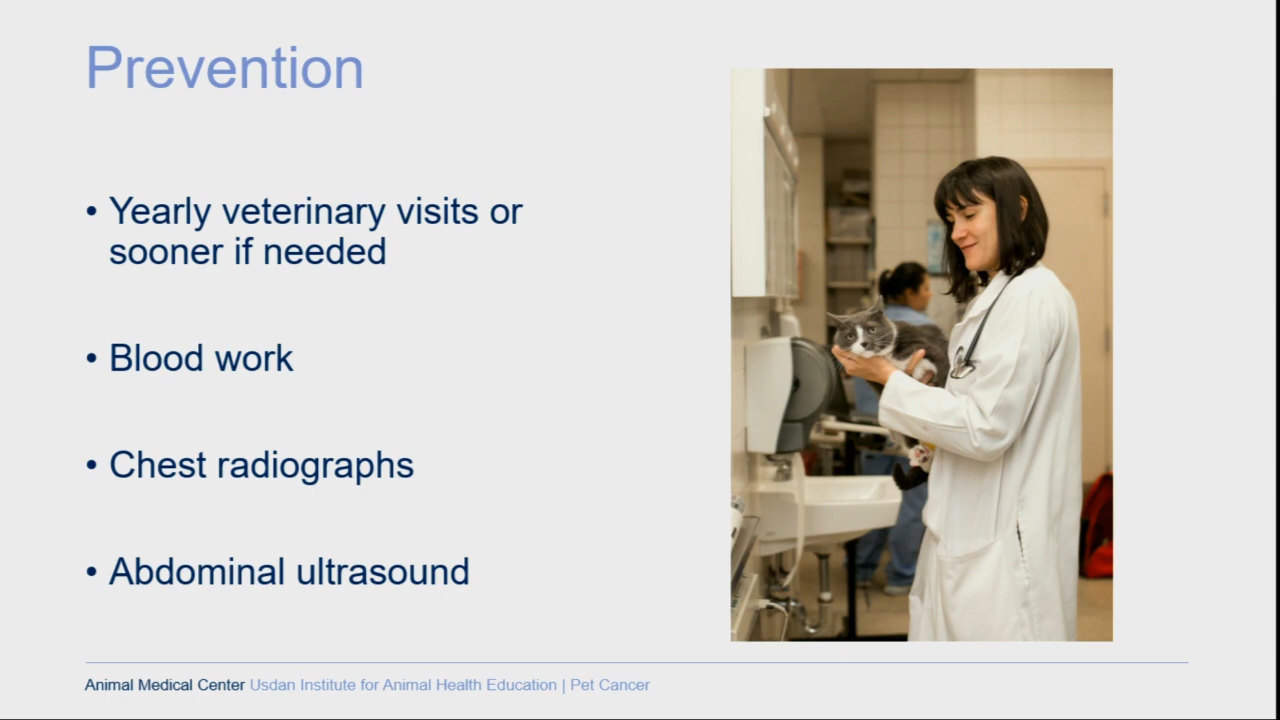 Prevention
• Yearly veterinary visits or
sooner if needed
• Blood work
• Chest radiographs
• Abdominal ultrasound
Animal Medical Center Usdan Institute for Animal Health Education | Pet Cancer